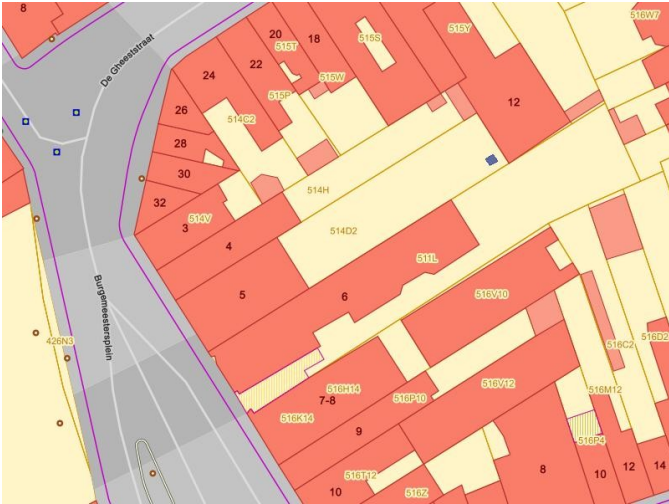 8
20
515T
18
515S
515Y
516W7
De Gheeststraat
24
22
515W
515P
12
26
514C2
28
30
514H
32
514V
3
4
514D2
511L
5
6
516V10
Burgemeestersplein
426N3
516C2
516D2
516H14
7-8
516K14
516P10
516V12
516M12
9
516P4
516T12
10
516Z
8
10
12
14